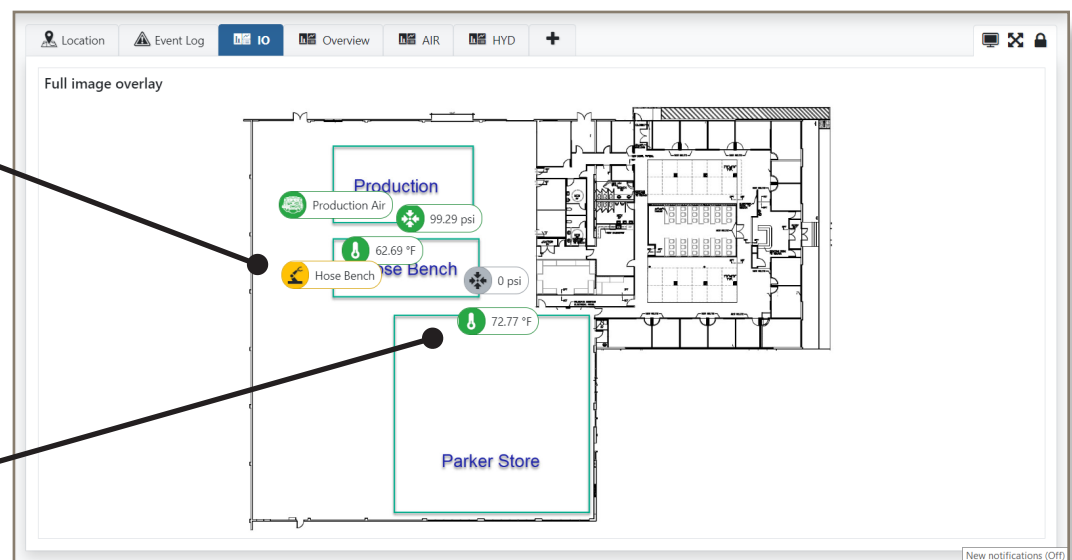 Location
Event Log
IO
Overview
AIR
HYD
Full image overlay
Production
Production Air
99.29 psi
62.69 °F
Hose Bench
ose Bench
0 psi
72.77 °F
Parker Store
New notifications (Off)